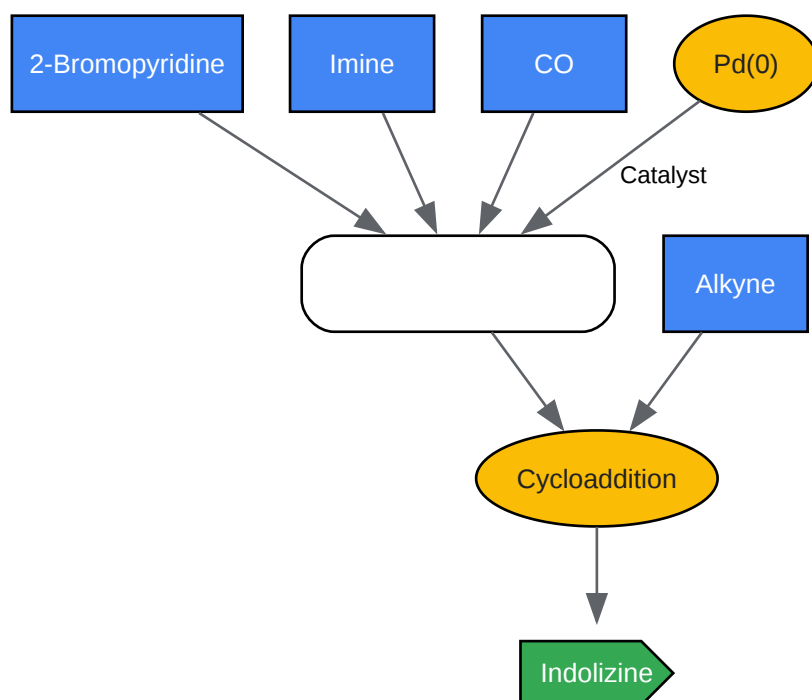 2-Bromopyridine
Imine
CO
Pd(0)
Catalyst
Alkyne
Cycloaddition
Indolizine